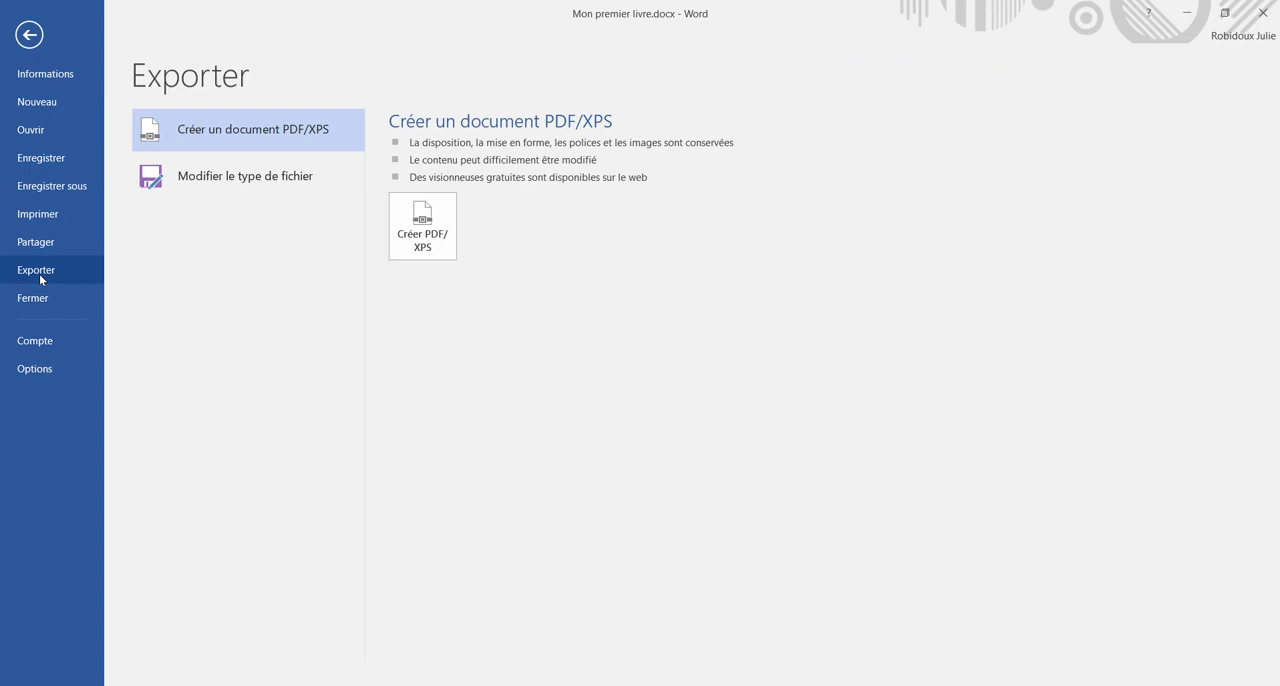 Mon premier livre.docx - Word
?
Robidoux Julie
Informations
Nouveau
Ouvrir
Enregistrer
Enregistrer sous
Imprimer
Partager
Exporter
Fermer
Compte
Options
Exporter
Créer un document PDF/XPS
Modifier le type de fichier
Créer un document PDF/XPS
La disposition, la mise en forme, les polices et les images sont conservées
Le contenu peut difficilement être modifié
Des visionneuses gratuites sont disponibles sur le web
Créer PDF/
XPS